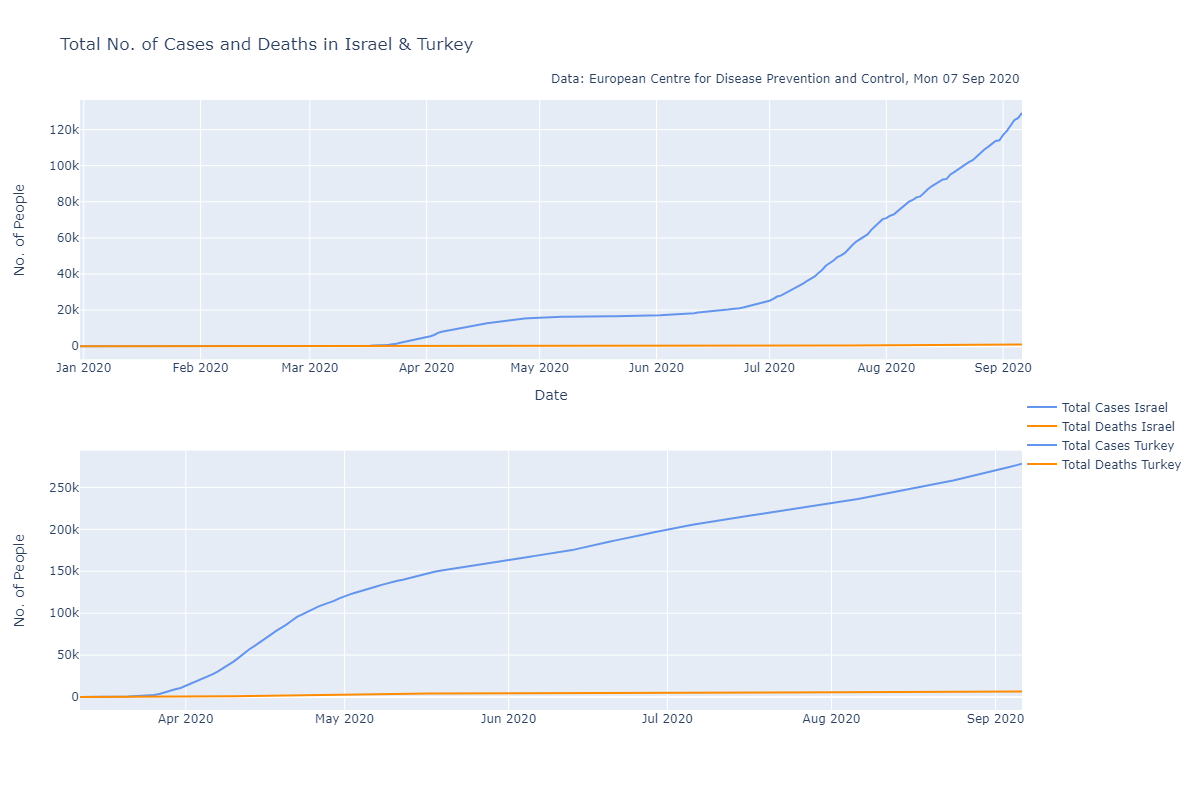 Total No. of Cases and Deaths in Israel & Turkey
Data: European Centre for Disease Prevention and Control, Mon 07 Sep 2020
No. of People
120k
100k
80k
60k
40k
20k
0
Jan 2020 Feb 2020 Mar 2020 Apr 2020 May 2020 Jun 2020 Jul 2020 Aug 2020 Sep 2020
Date
Total Cases Israel
Total Deaths Israel
Total Cases Turkey
Total Deaths Turkey
No. of People
250k
200k
150k
100k
50k
0
Apr 2020 May 2020 Jun 2020 Jul 2020 Aug 2020 Sep 2020